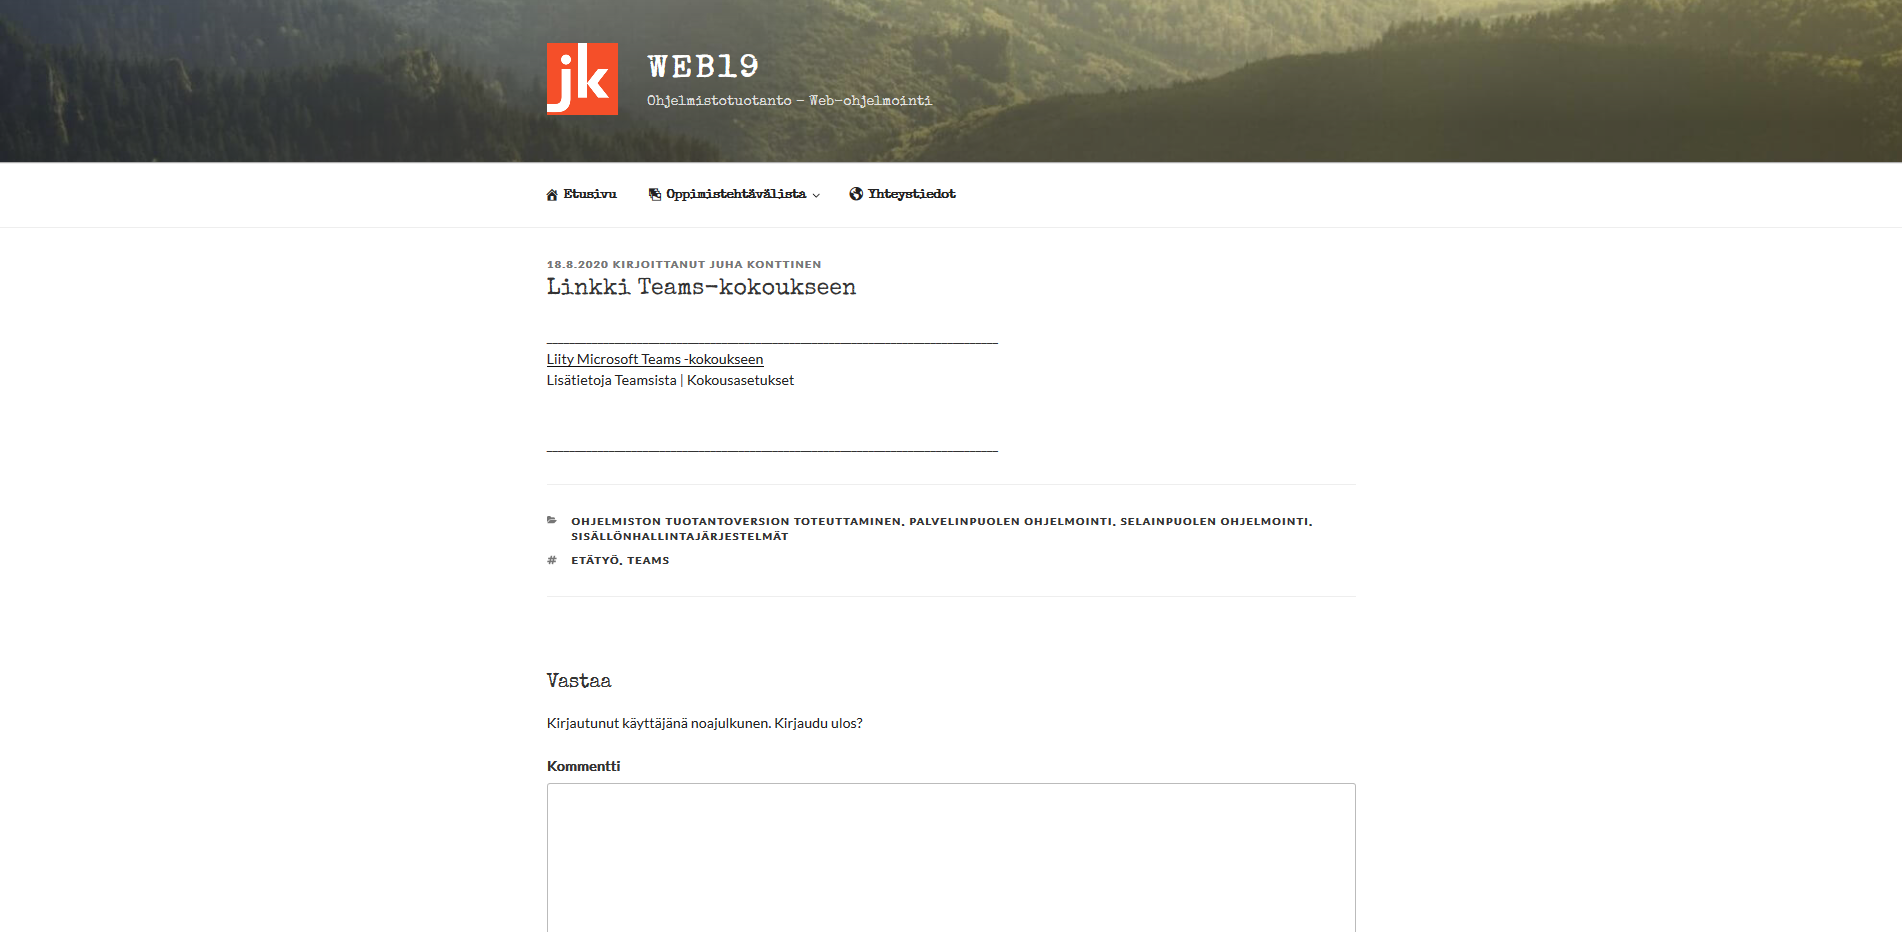 jk
WEB19
Ohjelmistotuotanto – Web-ohjelmointi
Etusivu Oppimistehtävälista Yhteystiedot
18.8.2020 KIRJOITTANUT JUHA KONTTINEN
Linkki Teams-kokoukseen
________________________________________________________________________________
Liity Microsoft Teams -kokoukseen
Lisätietoja Teamsista | Kokousasetukset
________________________________________________________________________________
OHJELMISTON TUOTANTOVERSION TOTEUTTAMINEN, PALVELINPUOLEN OHJELMOINTI, SELAINPUOLEN OHJELMOINTI,
SISÄLLÖNHALLINTAJÄRJESTELMÄT
# ETÄTYÖ, TEAMS
Vastaa
Kirjautunut käyttäjänä noajulkunen. Kirjaudu ulos?
Kommentti